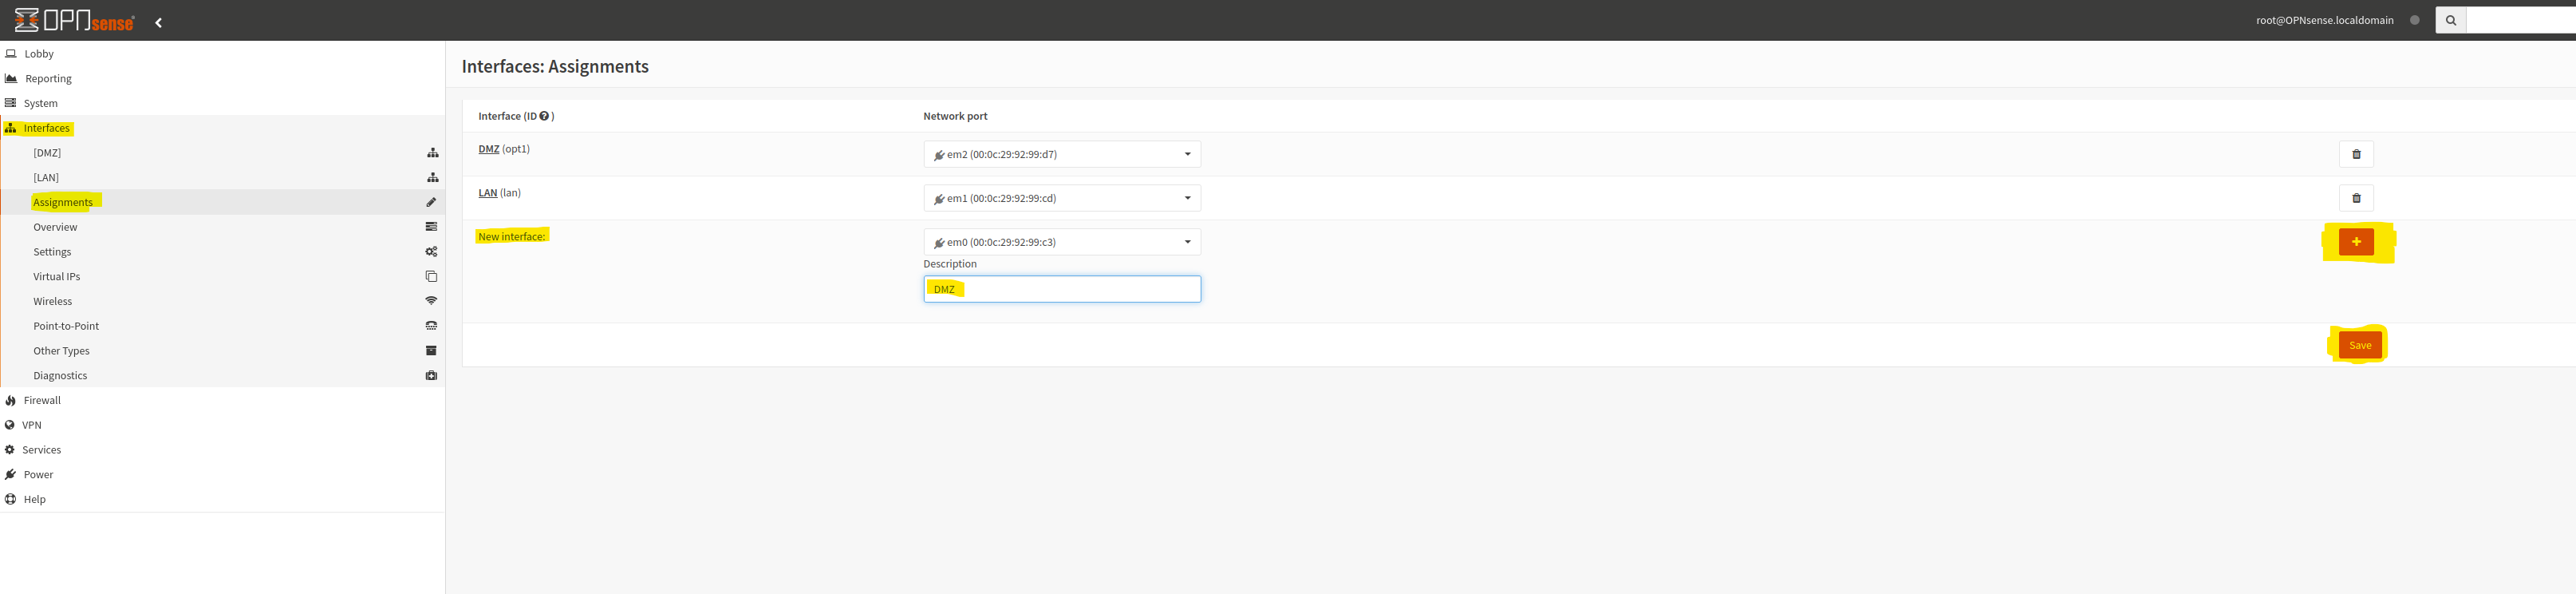 OPNsense
root@OPNsense.localdomain
Lobby
Reporting
System
Interfaces
[DMZ]
[LAN]
Assignments
Overview
Settings
Virtual IPs
Wireless
Point-to-Point
Other Types
Diagnostics
Firewall
VPN
Services
Power
Help
Interfaces: Assignments
Interface (ID ? ) Network port
DMZ (opt1) em2 (00:0c:29:92:99:d7)
LAN (lan) em1 (00:0c:29:92:99:cd)
New interface: em0 (00:0c:29:92:99:c3)
Description
DMZ
Save